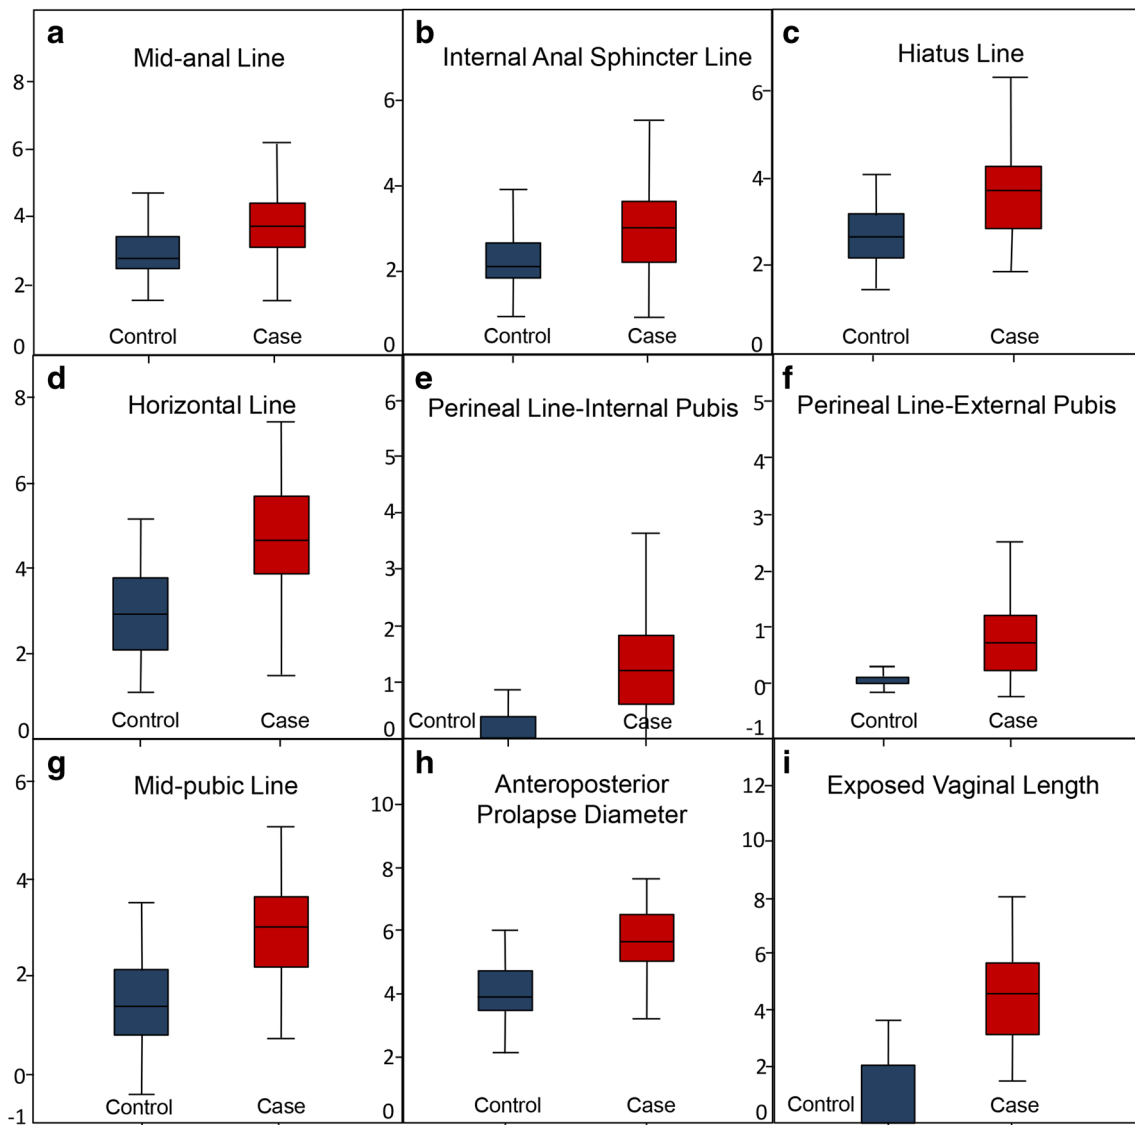 a
Mid-anal Line
8
6
4
2
0
Control Case
b
Internal Anal Sphincter Line
6
4
2
0
Control Case
c
Hiatus Line
6
4
2
0
Control Case
d
Horizontal Line
8
6
4
2
0
Control Case
e
Perineal Line-Internal Pubis
6
5
4
3
2
1
0
Control Case
f
Perineal Line-External Pubis
5
4
3
2
1
0
-1
Control Case
g
Mid-pubic Line
6
4
2
0
-1
Control Case
h
Anteroposterior
Prolapse Diameter
10
8
6
4
2
0
Control Case
i
Exposed Vaginal Length
12
10
8
6
4
2
0
Control Case